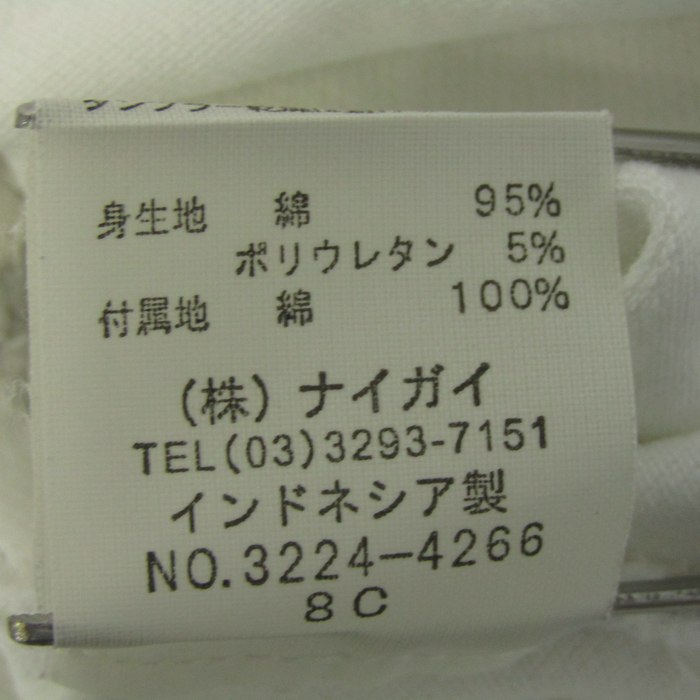 身生地 綿 95%
ポリウレタン 5%
付属地 綿 100%
(株)ナイガイ
TEL(03)3293-7151
インドネシア製
NO.3224-4266
8C